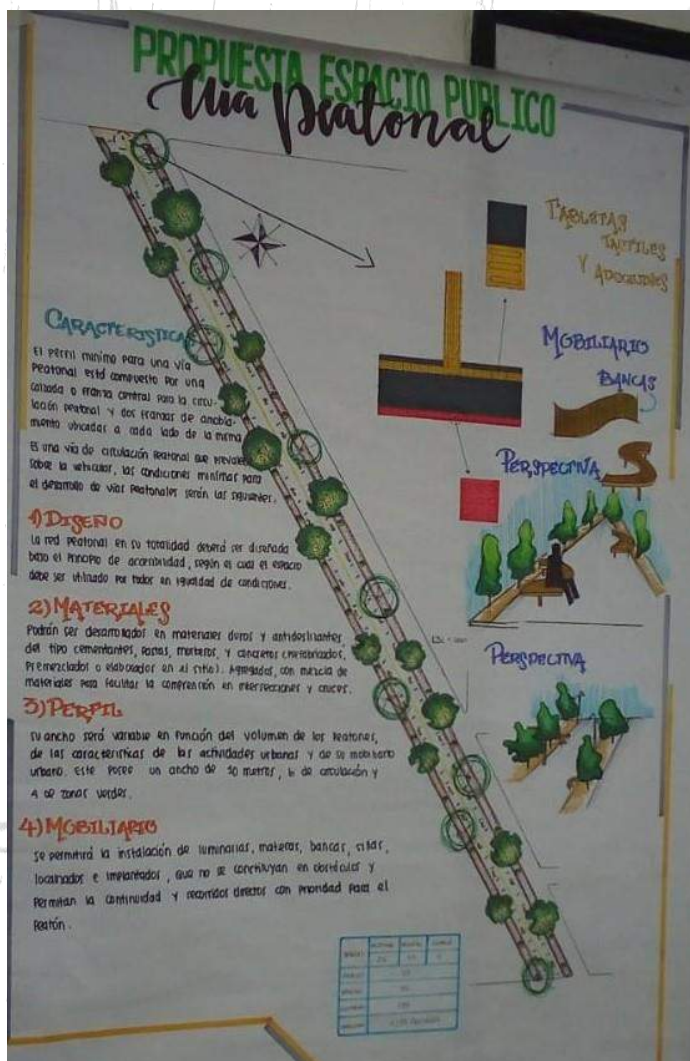 PROPUESTA ESPACIO PUBLICO
Via Peatonal
TABLETAS
TACTILES
Y ADOQUINES
CARACTERISTICAS
El perfil minimo para una vía
Peatonal está compuesto por una
calzada o franja central para la circu-
lación peatonal y dos franjas de amobla-
miento ubicadas a cada lado de la misma
Es una vía de circulación peatonal que prevalece
sobre la vehicular, las condiciones minimas para
el desarrollo de vías peatonales serán las siguientes.
MOBILIARIO
BANCAS
PERSPECTIVA
1) DISEÑO
La red peatonal en su totalidad deberá ser diseñada
bajo el Principio de accesibilidad, según el cual el espacio
debe ser utilizado por todos en igualdad de condiciones.
2) MATERIALES
Podrán ser desarrollados en materiales duros y antideslizantes,
del tipo cementantes, morteros, y concretos (prefabricados,
Premezclados o elaborados en el sitio). Agregados, con mezcla de
materiales para facilitar la comprensión en intersecciones y cruces.
PERSPECTIVA
3) PERFIL
su ancho será variable en función del volumen de los Peatones,
de las características de las actividades urbanas y de su mobiliario
urbano. Este posee un ancho de 10 metros, 6 de circulación y
4 de zonas verdes.
4) MOBILIARIO
se permitirá la instalación de luminarias, materas, bancas, sillas,
localizados e implantados, que no se constituyan en obstáculos y
Permitan la continuidad y recorridos directos con prioridad para el
Peatón.